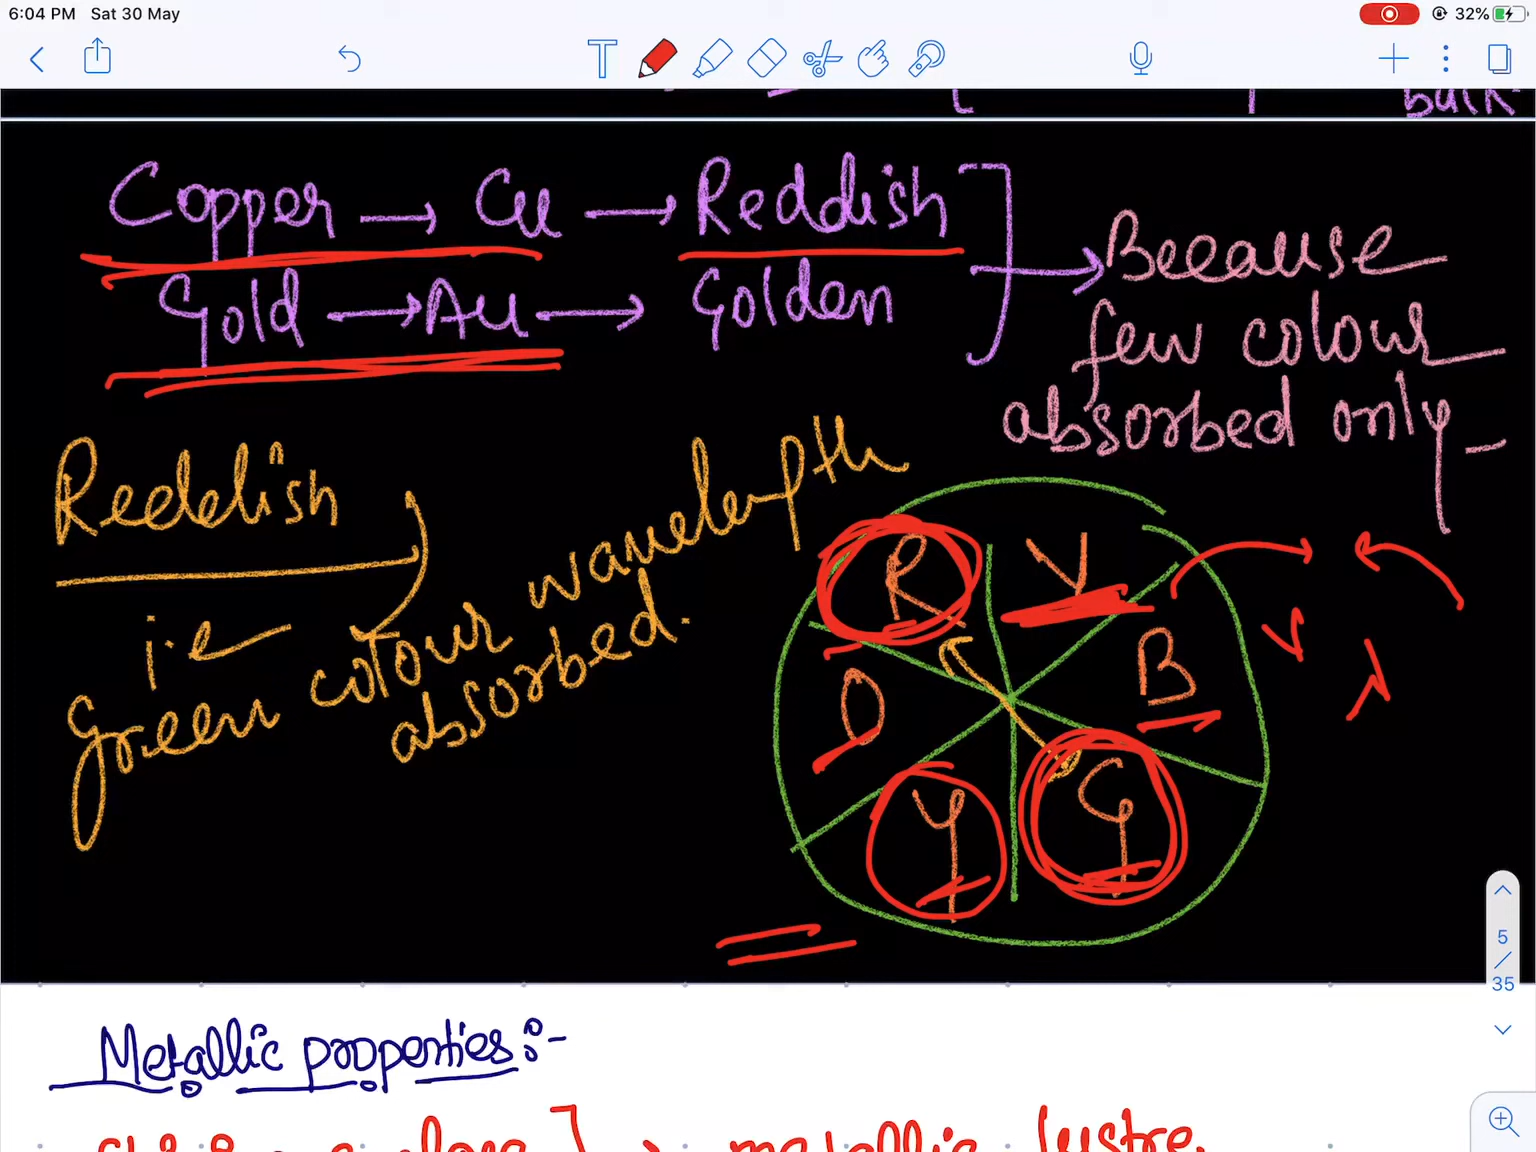 6:04 PM Sat 30 May
32%
T
bulk
Copper → Cu → Reddish
Gold → Au → Golden
Because
few colour
absorbed only
Reddish
i.e
Green colour wavelength
absorbed.
R V
O B
Y G
ν λ
5
/
35
Metallic properties :-
metallic lustre.